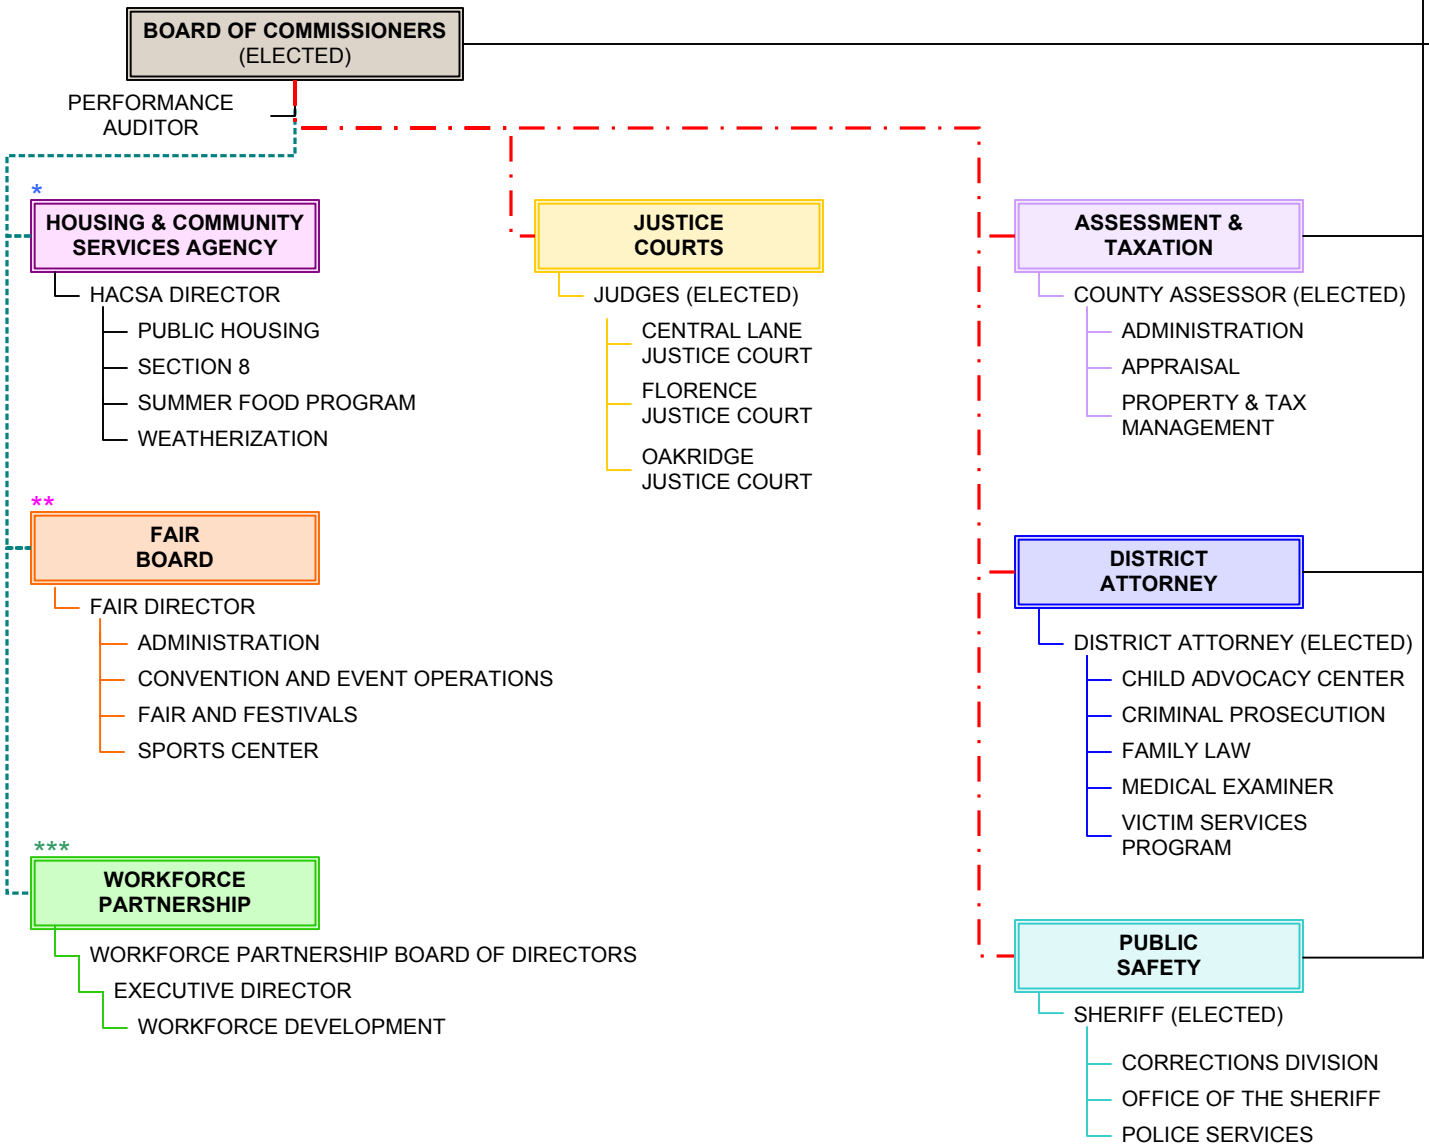 BOARD OF COMMISSIONERS
(ELECTED)
PERFORMANCE
AUDITOR
*
HOUSING & COMMUNITY
SERVICES AGENCY
HACSA DIRECTOR
PUBLIC HOUSING
SECTION 8
SUMMER FOOD PROGRAM
WEATHERIZATION
**
FAIR
BOARD
FAIR DIRECTOR
ADMINISTRATION
CONVENTION AND EVENT OPERATIONS
FAIR AND FESTIVALS
SPORTS CENTER
***
WORKFORCE
PARTNERSHIP
WORKFORCE PARTNERSHIP BOARD OF DIRECTORS
EXECUTIVE DIRECTOR
WORKFORCE DEVELOPMENT
JUSTICE
COURTS
JUDGES (ELECTED)
CENTRAL LANE
JUSTICE COURT
FLORENCE
JUSTICE COURT
OAKRIDGE
JUSTICE COURT
ASSESSMENT &
TAXATION
COUNTY ASSESSOR (ELECTED)
ADMINISTRATION
APPRAISAL
PROPERTY & TAX
MANAGEMENT
DISTRICT
ATTORNEY
DISTRICT ATTORNEY (ELECTED)
CHILD ADVOCACY CENTER
CRIMINAL PROSECUTION
FAMILY LAW
MEDICAL EXAMINER
VICTIM SERVICES
PROGRAM
PUBLIC
SAFETY
SHERIFF (ELECTED)
CORRECTIONS DIVISION
OFFICE OF THE SHERIFF
POLICE SERVICES